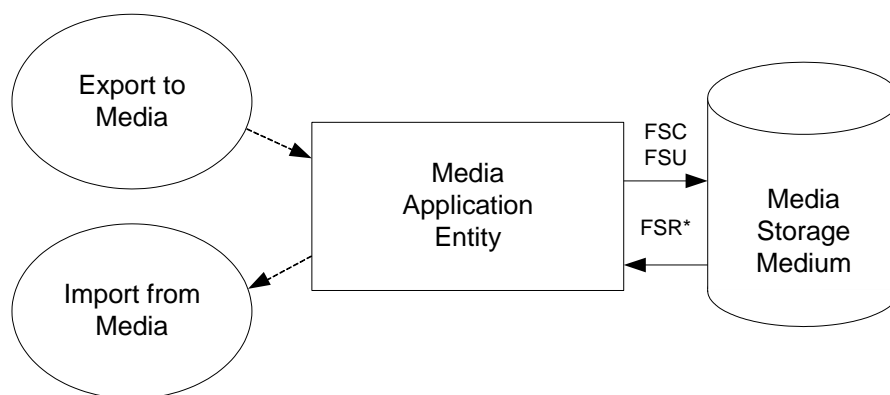 Export to
Media
Import from
Media
Media
Application
Entity
FSC
FSU
FSR*
Media
Storage
Medium